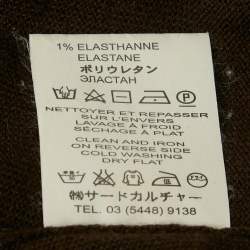 1% ELASTHANNE
ELASTANE
ポリウレタン
ЭЛАСТАН
NETTOYER ET REPASSER
SUR L'ENVERS
LAVAGE À FROID
SÉCHAGE À PLAT
CLEAN AND IRON
ON REVERSE SIDE
COLD WASHING
DRY FLAT
㈱サードカルチャー
TEL. 03 (5448) 9138